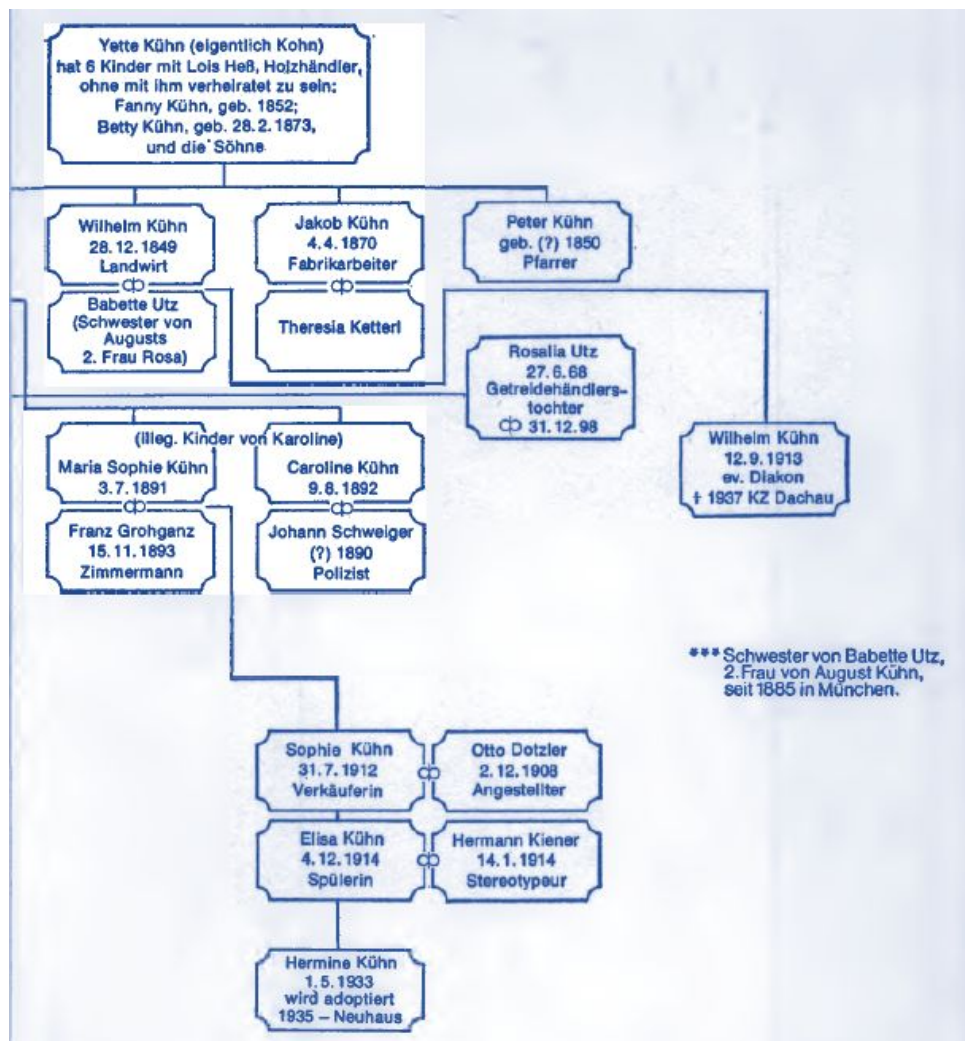 Yette Kühn (eigentlich Kohn)
hat 6 Kinder mit Lois Heß, Holzhändler,
ohne mit ihm verheiratet zu sein:
Fanny Kühn, geb. 1852;
Betty Kühn, geb. 28.2.1873,
und die Söhne
Wilhelm Kühn
28.12.1849
Landwirt
Jakob Kühn
4.4.1870
Fabrikarbeiter
Peter Kühn
geb. (?) 1850
Pfarrer
Babette Utz
(Schwester von
Augusts
2. Frau Rosa)
Theresia Ketterl
Rosalia Utz
27.6.68
Getreidehändlers-
tochter
31.12.98
Wilhelm Kühn
12.9.1913
ev. Diakon
† 1937 KZ Dachau
(illeg. Kinder von Karoline)
Maria Sophie Kühn
3.7.1891
Caroline Kühn
9.8.1892
Franz Grohganz
15.11.1893
Zimmermann
Johann Schweiger
(?) 1890
Polizist
*** Schwester von Babette Utz,
2. Frau von August Kühn,
seit 1885 in München.
Sophie Kühn
31.7.1912
Verkäuferin
Otto Dotzler
2.12.1908
Angestellter
Elisa Kühn
4.12.1914
Spülerin
Hermann Kiener
14.1.1914
Stereotypeur
Hermine Kühn
1.5.1933
wird adoptiert
1935 – Neuhaus